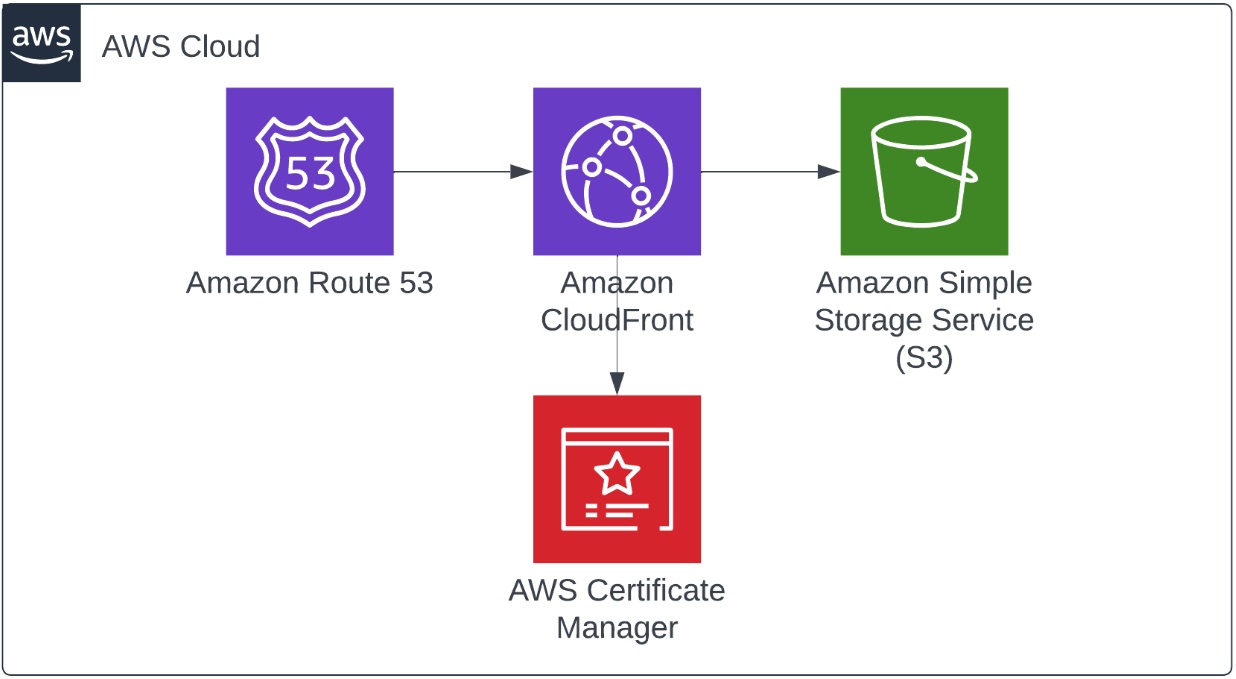 aws
AWS Cloud
53
Amazon Route 53
Amazon
CloudFront
Amazon Simple
Storage Service
(S3)
AWS Certificate
Manager